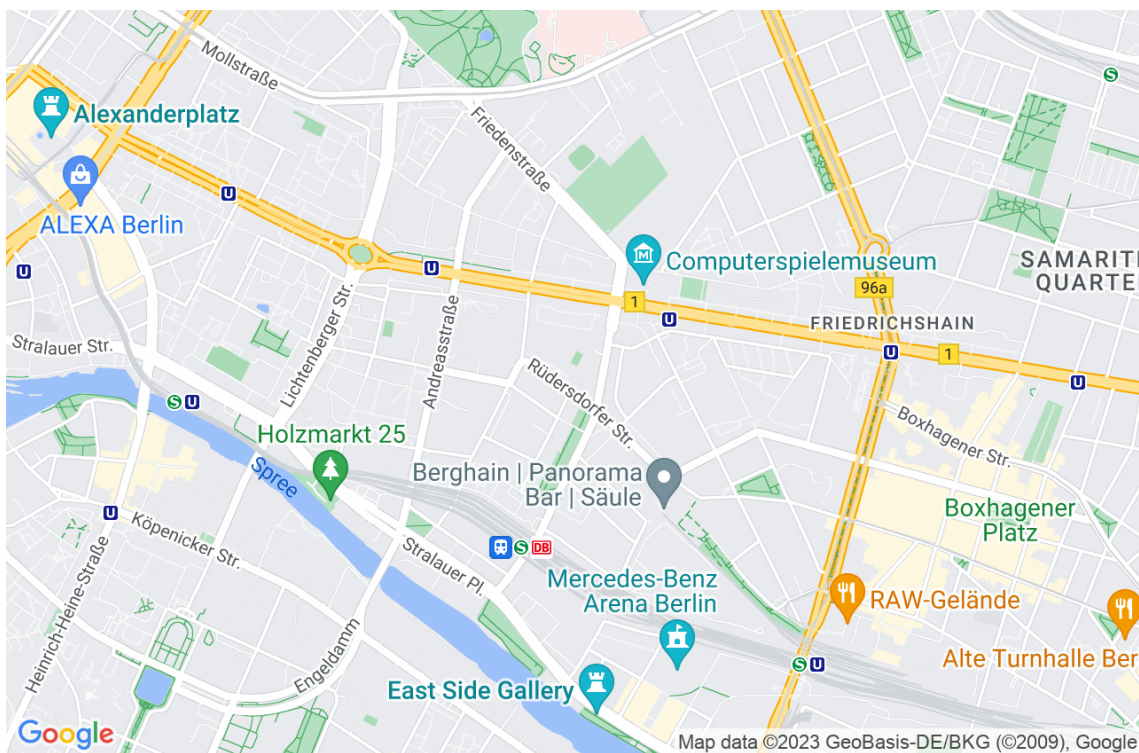 Mollstraße
Alexanderplatz
Friedenstraße
U
S
ALEXA Berlin
U
U
M
Computerspielemuseum
SAMARITE
QUARTE
96a
1
U
FRIEDRICHSHAIN
Stralauer Str.
Lichtenberger Str.
Andreasstraße
U
1
U
Rüdersdorfer Str.
S U
Boxhagener Str.
Holzmarkt 25
Spree
Berghain | Panorama
Bar | Säule
Boxhagener
Platz
U
Köpenicker Str.
Stralauer Pl.
S DB
Mercedes-Benz
Arena Berlin
RAW-Gelände
Heinrich-Heine-Straße
Engeldamm
S U
Alte Turnhalle Ber
East Side Gallery
Google
Map data ©2023 GeoBasis-DE/BKG (©2009), Google